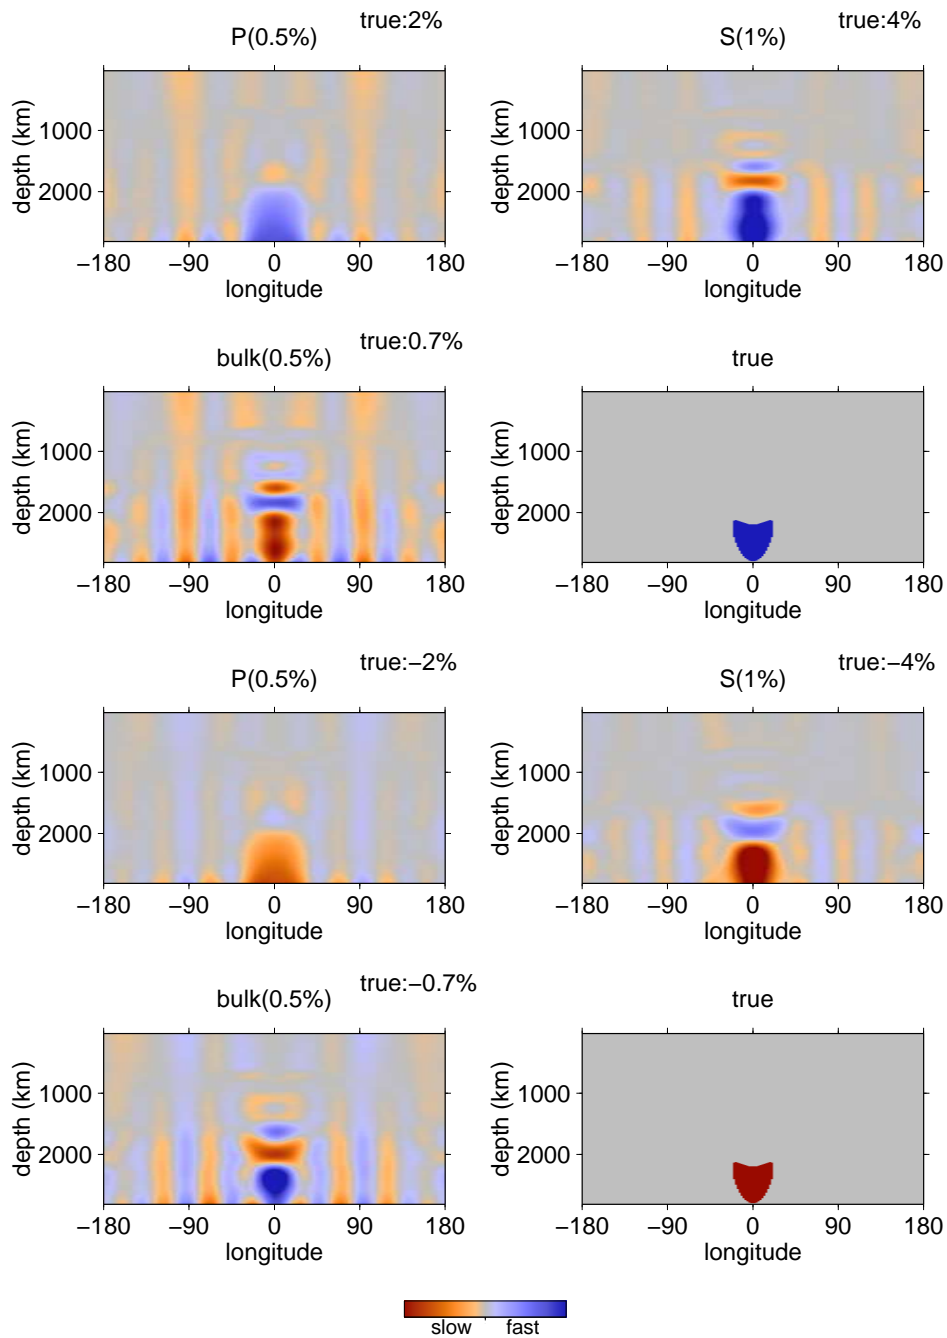 true:2%
true:4%
P(0.5%)
S(1%)
depth (km)
1000
2000
depth (km)
1000
2000
−180 −90 0 90 180
−180 −90 0 90 180
longitude
longitude
true:0.7%
bulk(0.5%)
true
depth (km)
1000
2000
depth (km)
1000
2000
−180 −90 0 90 180
−180 −90 0 90 180
longitude
longitude
true:−2%
true:−4%
P(0.5%)
S(1%)
depth (km)
1000
2000
depth (km)
1000
2000
−180 −90 0 90 180
−180 −90 0 90 180
longitude
longitude
true:−0.7%
bulk(0.5%)
true
depth (km)
1000
2000
depth (km)
1000
2000
−180 −90 0 90 180
−180 −90 0 90 180
longitude
longitude
slow fast